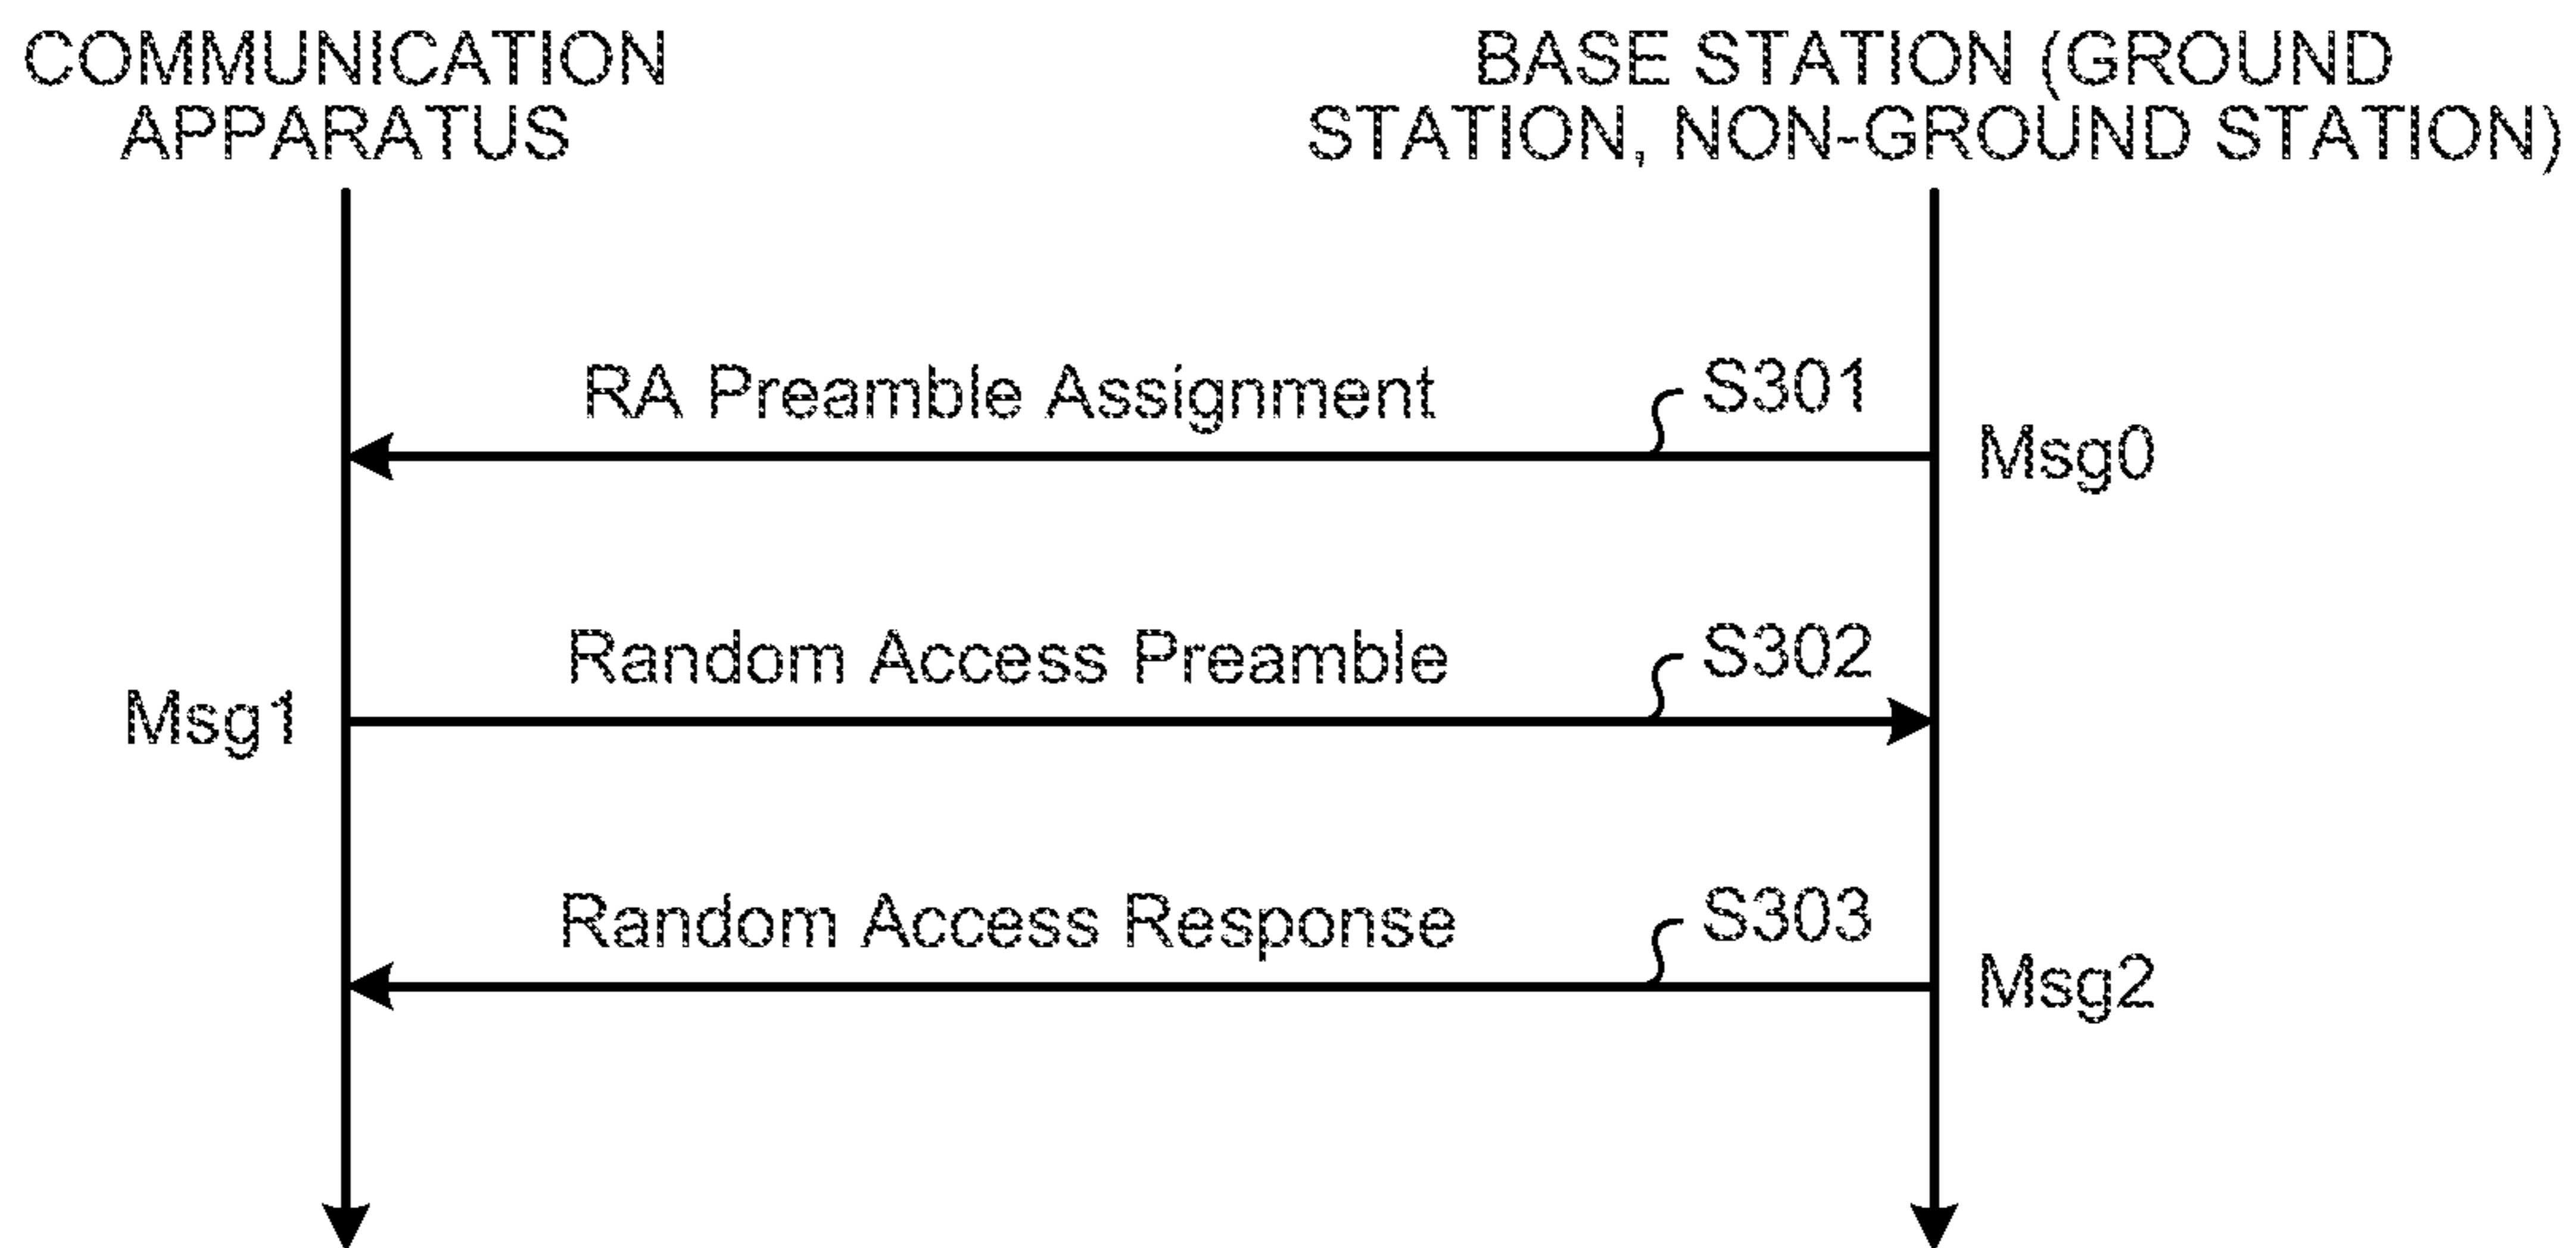 COMMUNICATION
APPARATUS
BASE STATION (GROUND
STATION, NON-GROUND STATION)
RA Preamble Assignment
S301
Msg0
Random Access Preamble
S302
Msg1
Random Access Response
S303
Msg2